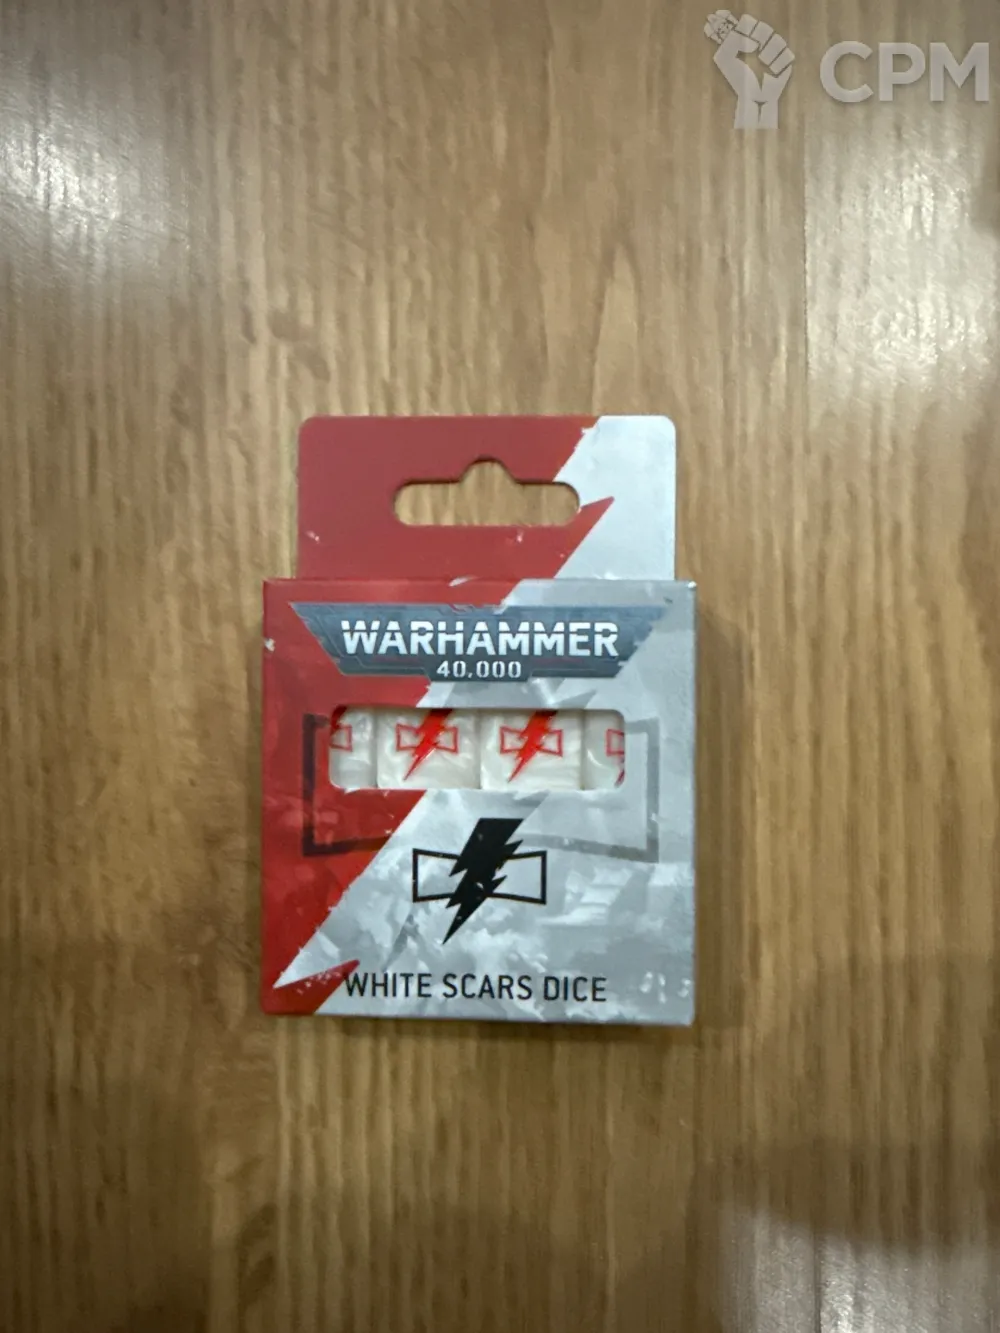 CPM
WARHAMMER
40,000
WHITE SCARS DICE